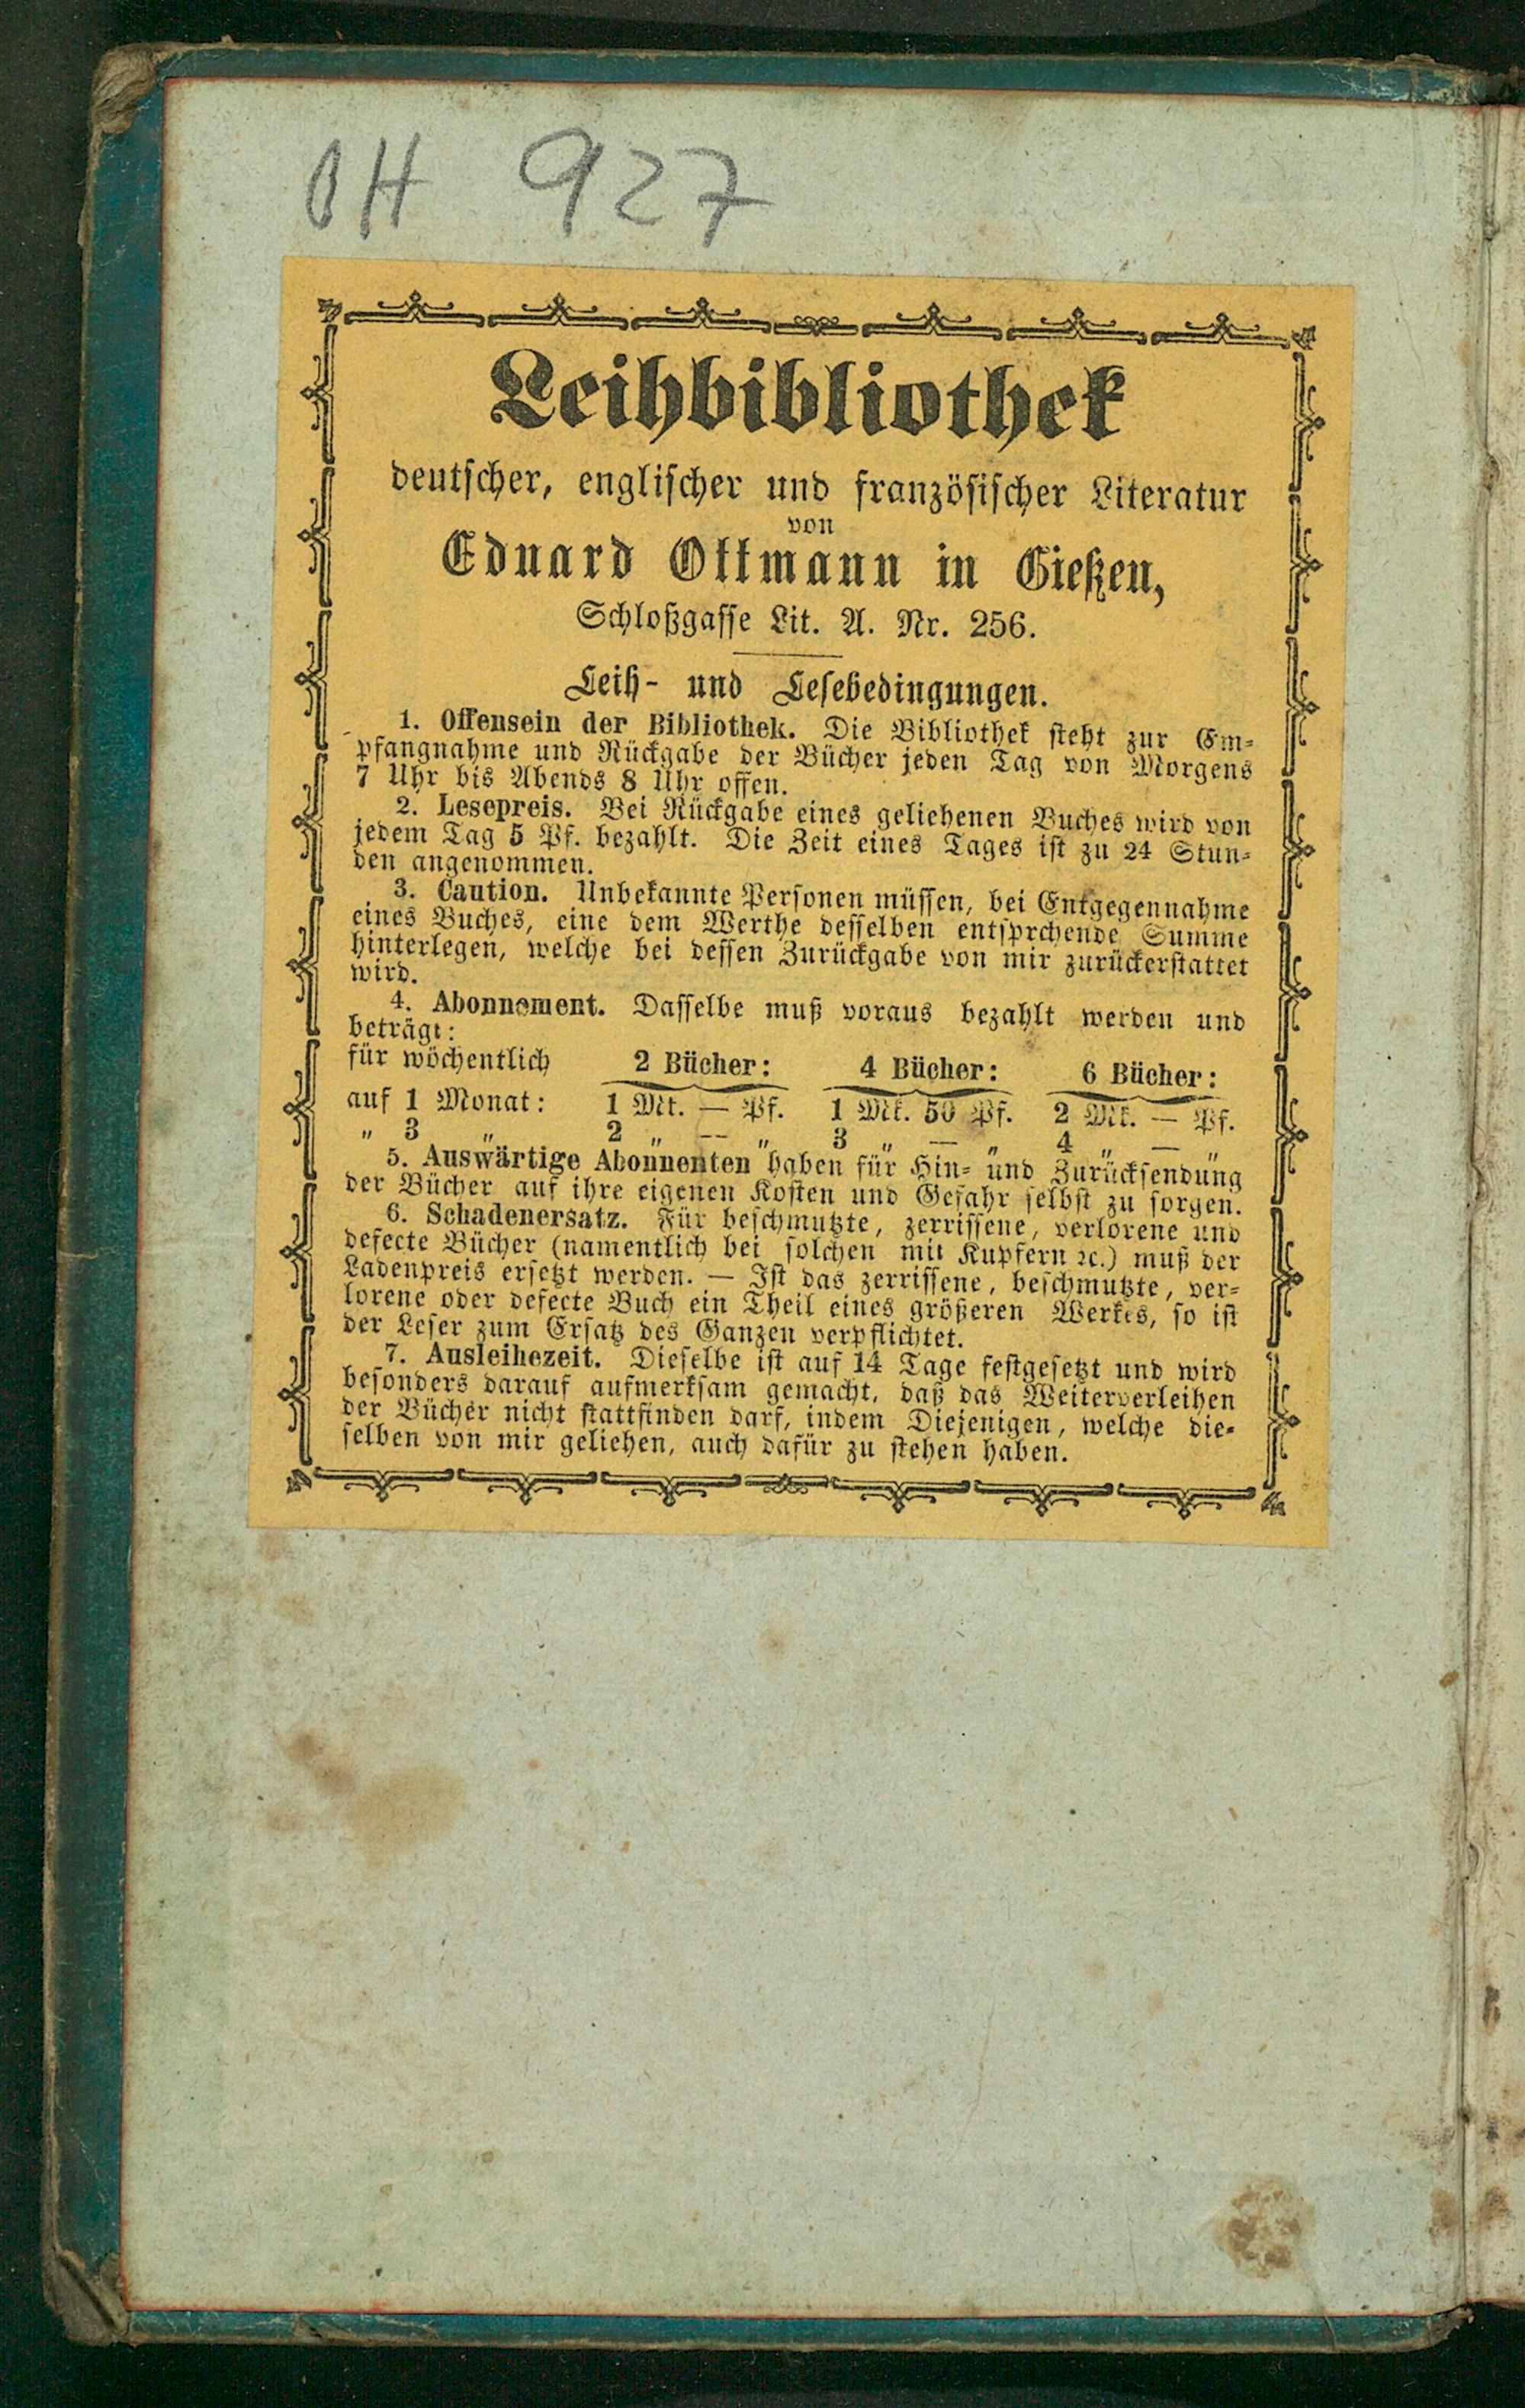 OH 927
Leihbibliothek
deutscher, englischer und französischer Literatur
von
Eduard Ottmann in Gießen,
Schloßgasse Lit. A. Nr. 256.
Leih- und Lesebedingungen.
1. Offensein der Bibliothek. Die Bibliothek steht zur Em-
pfangnahme und Rückgabe der Bücher jeden Tag von Morgens
7 Uhr bis Abends 8 Uhr offen.
2. Lesepreis. Bei Rückgabe eines geliehenen Buches wird von
jedem Tag 5 Pf. bezahlt. Die Zeit eines Tages ist zu 24 Stun-
den angenommen.
3. Caution. Unbekannte Personen müssen, bei Entgegennahme
eines Buches, eine dem Werthe desselben entsprchende Summe
hinterlegen, welche bei dessen Zurückgabe von mir zurückerstattet
wird.
4. Abonnement. Dasselbe muß voraus bezahlt werden und
beträgt:
für wöchentlich 2 Bücher: 4 Bücher: 6 Bücher:
auf 1 Monat: 1 Mk. — Pf. 1 Mk. 50 Pf. 2 Mk. — Pf.
" 3 " 2 " — " 3 " — " 4 " — "
5. Auswärtige Abonnenten haben für Hin- und Zurücksendung
der Bücher auf ihre eigenen Kosten und Gefahr selbst zu sorgen.
6. Schadenersatz. Für beschmutzte, zerrissene, verlorene und
defecte Bücher (namentlich bei solchen mit Kupfern ꝛc.) muß der
Ladenpreis ersetzt werden. — Ist das zerrissene, beschmutzte, ver-
lorene oder defecte Buch ein Theil eines größeren Werkes, so ist
der Leser zum Ersatz des Ganzen verpflichtet.
7. Ausleihezeit. Dieselbe ist auf 14 Tage festgesetzt und wird
besonders darauf aufmerksam gemacht, daß das Weiterverleihen
der Bücher nicht stattfinden darf, indem Diejenigen, welche die-
selben von mir geliehen, auch dafür zu stehen haben.